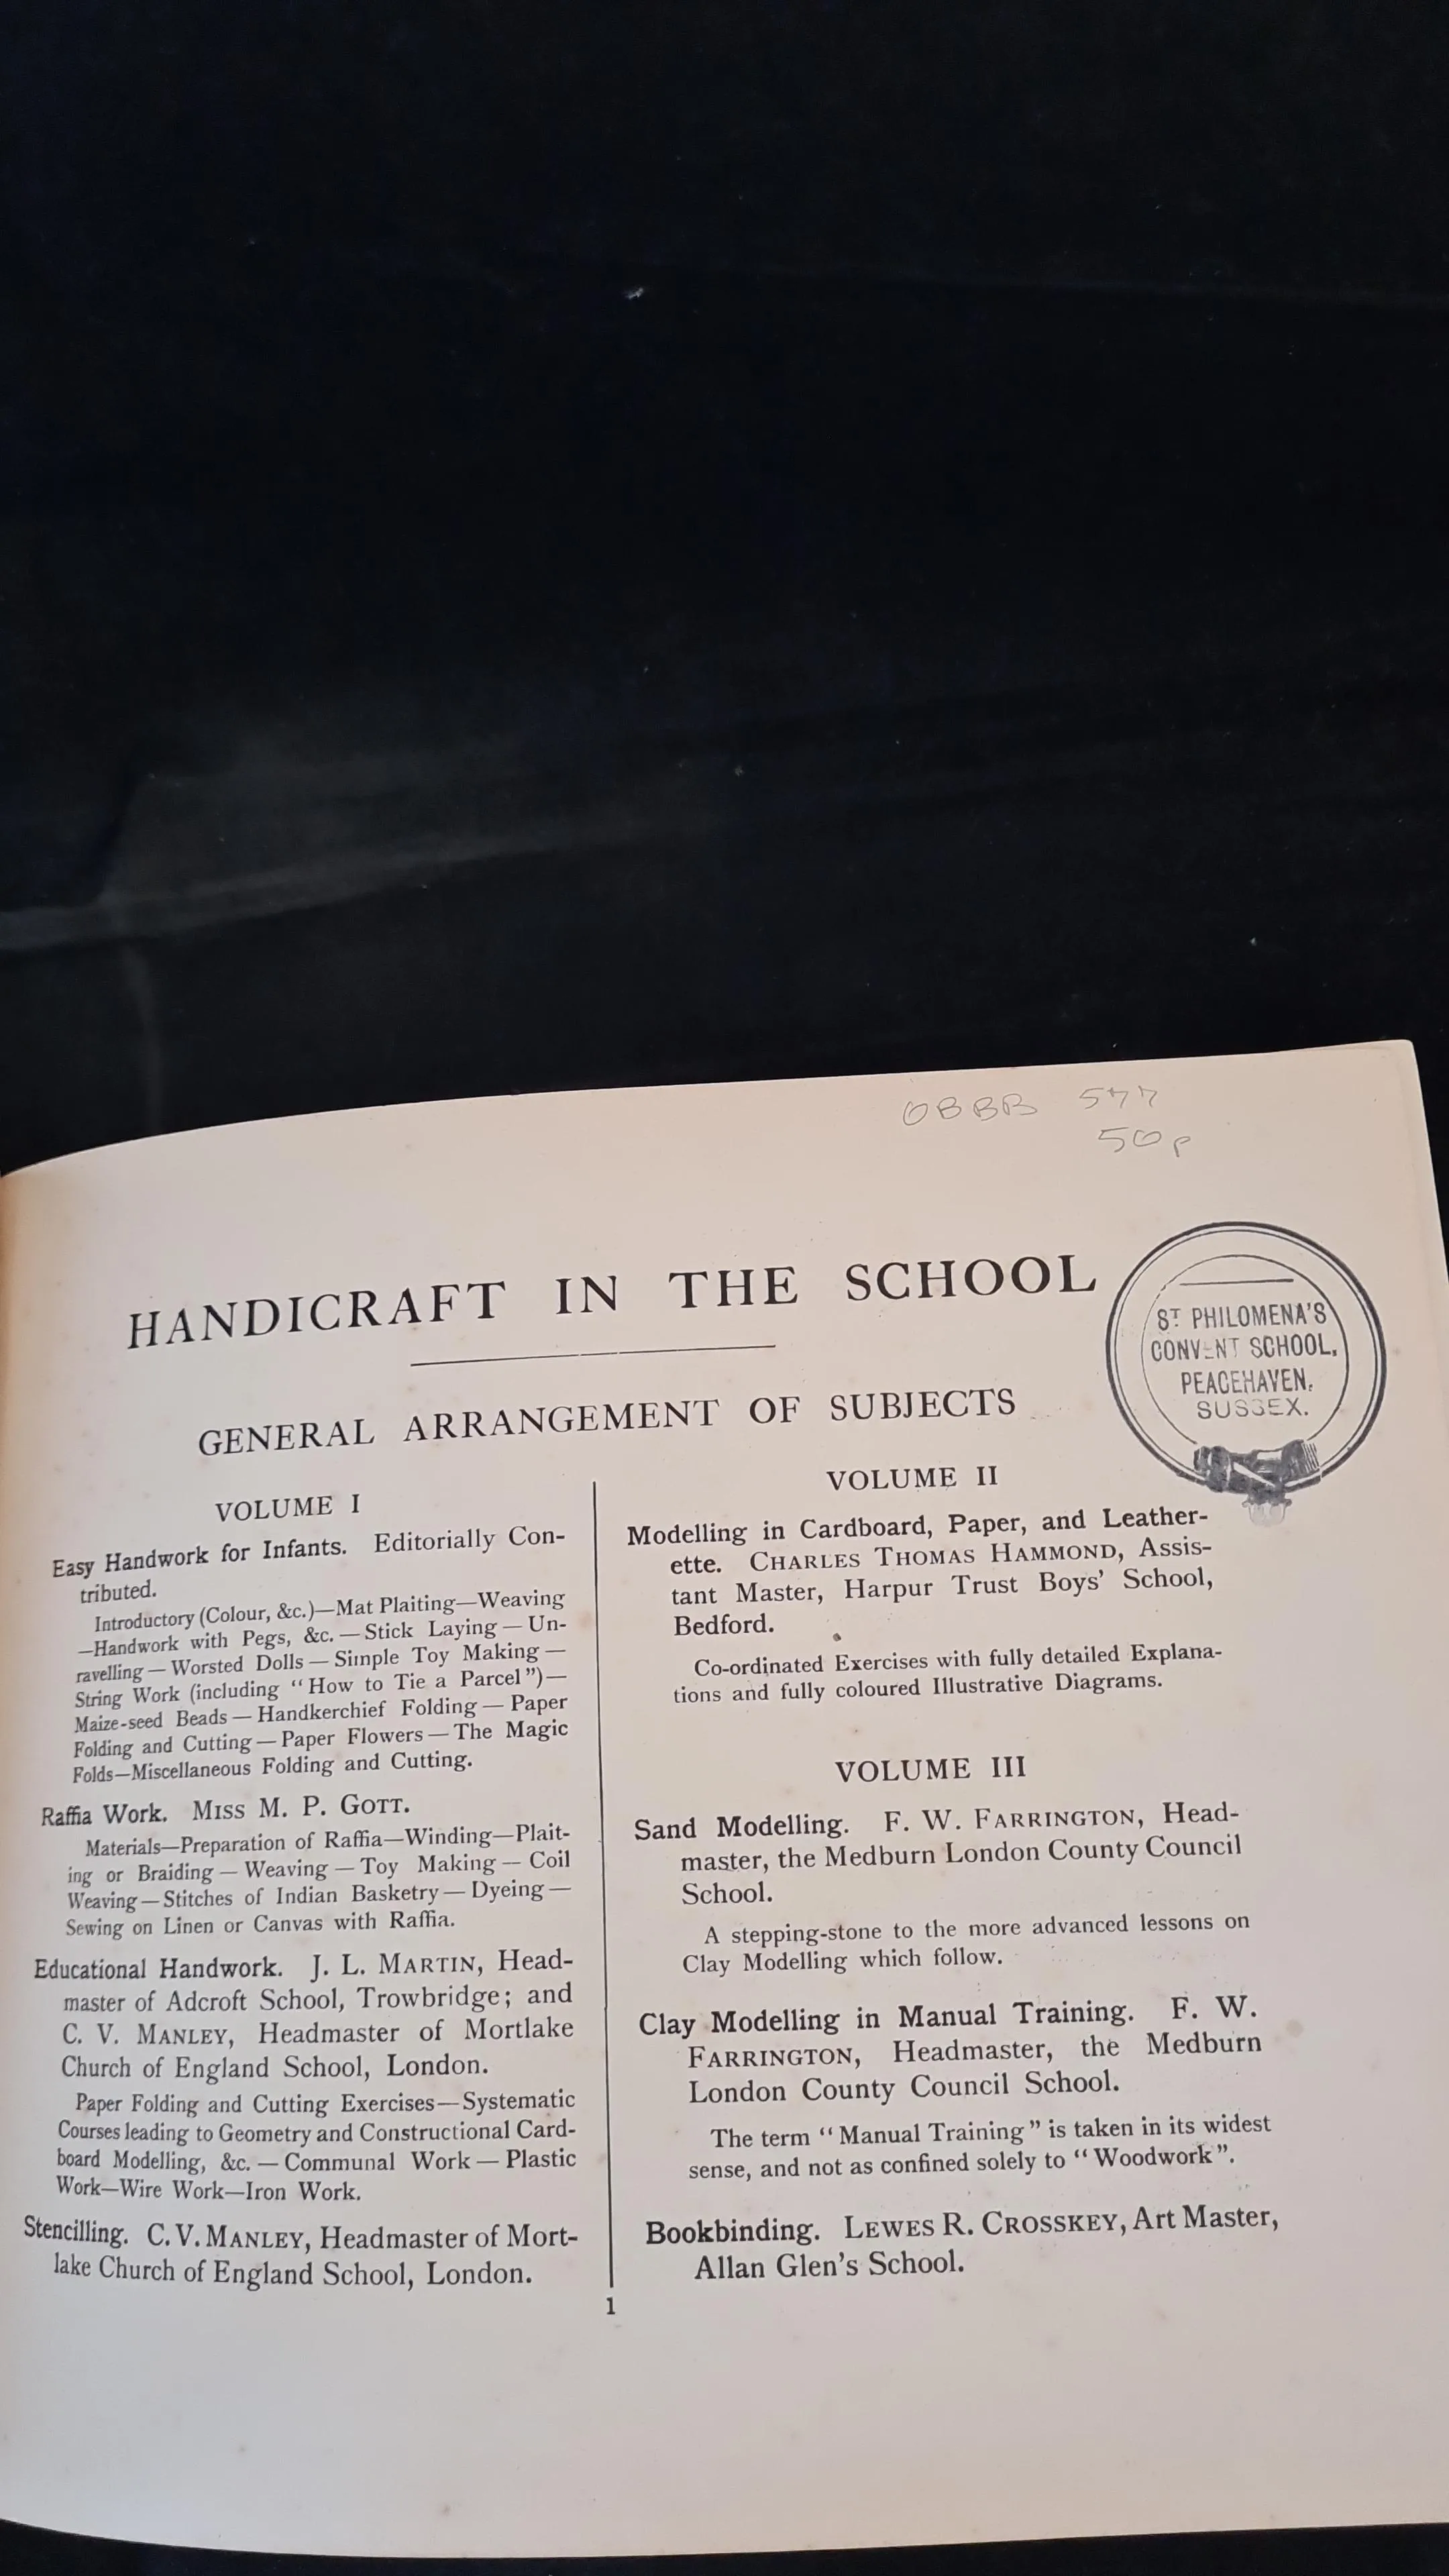 OBBB 577
50p
HANDICRAFT IN THE SCHOOL
ST PHILOMENA'S
CONVENT SCHOOL,
PEACEHAVEN,
SUSSEX.
GENERAL ARRANGEMENT OF SUBJECTS
VOLUME I
Easy Handwork for Infants. Editorially Con-
tributed.
Introductory (Colour, &c.)—Mat Plaiting—Weaving
—Handwork with Pegs, &c. — Stick Laying — Un-
ravelling — Worsted Dolls — Simple Toy Making —
String Work (including "How to Tie a Parcel")—
Maize-seed Beads — Handkerchief Folding — Paper
Folding and Cutting — Paper Flowers — The Magic
Folds—Miscellaneous Folding and Cutting.
Raffia Work. MISS M. P. GOTT.
Materials—Preparation of Raffia—Winding—Plait-
ing or Braiding — Weaving — Toy Making — Coil
Weaving — Stitches of Indian Basketry — Dyeing —
Sewing on Linen or Canvas with Raffia.
Educational Handwork. J. L. MARTIN, Head-
master of Adcroft School, Trowbridge; and
C. V. MANLEY, Headmaster of Mortlake
Church of England School, London.
Paper Folding and Cutting Exercises—Systematic
Courses leading to Geometry and Constructional Card-
board Modelling, &c. — Communal Work — Plastic
Work—Wire Work—Iron Work.
Stencilling. C. V. MANLEY, Headmaster of Mort-
lake Church of England School, London.
VOLUME II
Modelling in Cardboard, Paper, and Leather-
ette. CHARLES THOMAS HAMMOND, Assis-
tant Master, Harpur Trust Boys' School,
Bedford.
Co-ordinated Exercises with fully detailed Explana-
tions and fully coloured Illustrative Diagrams.
VOLUME III
Sand Modelling. F. W. FARRINGTON, Head-
master, the Medburn London County Council
School.
A stepping-stone to the more advanced lessons on
Clay Modelling which follow.
Clay Modelling in Manual Training. F. W.
FARRINGTON, Headmaster, the Medburn
London County Council School.
The term "Manual Training" is taken in its widest
sense, and not as confined solely to "Woodwork".
Bookbinding. LEWES R. CROSSKEY, Art Master,
Allan Glen's School.
1